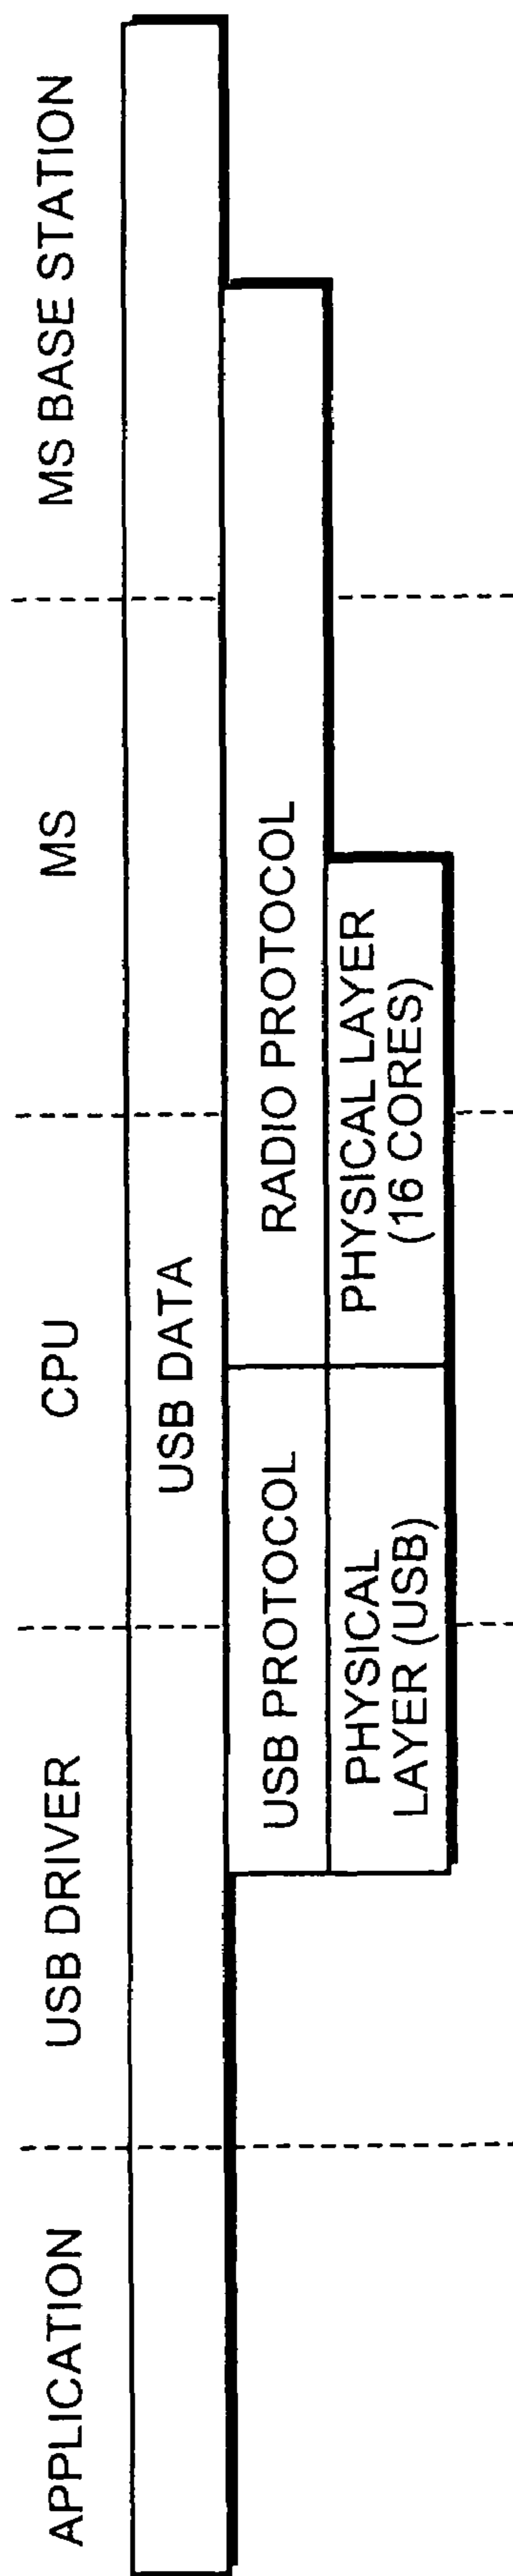 APPLICATION
USB DRIVER
CPU
MS
MS BASE STATION
USB DATA
USB PROTOCOL
RADIO PROTOCOL
PHYSICAL
LAYER (USB)
PHYSICAL LAYER
(16 CORES)